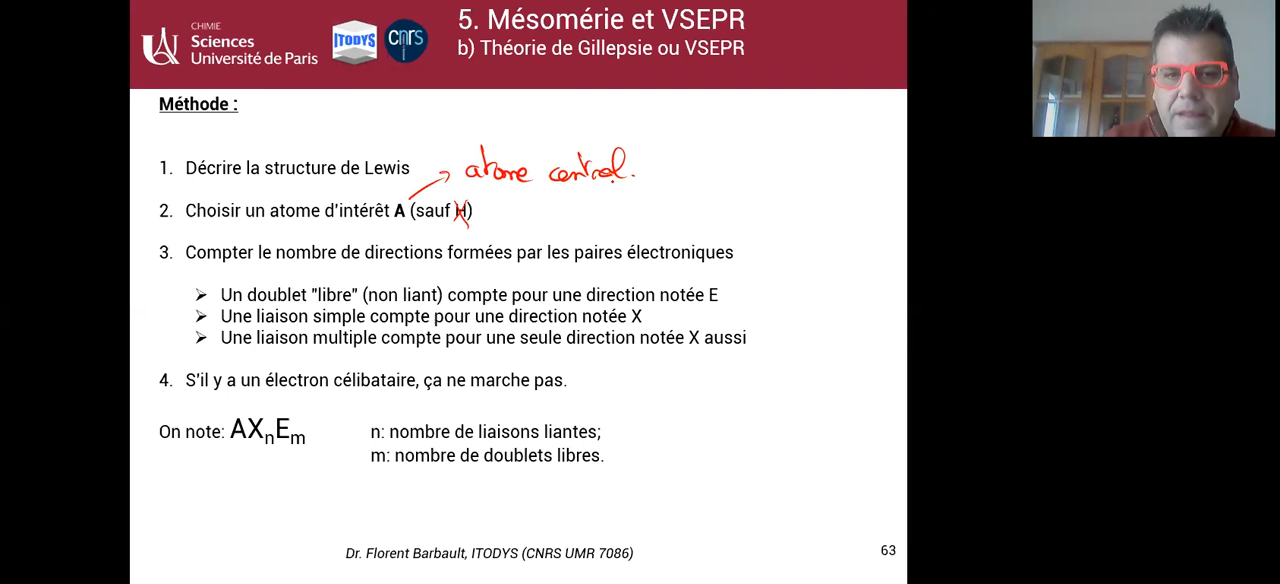 CHIMIE
Sciences
Université de Paris
ITODYS
cnrs
5. Mésomérie et VSEPR
b) Théorie de Gillepsie ou VSEPR
Méthode :
1. Décrire la structure de Lewis
atome central.
2. Choisir un atome d'intérêt A (sauf H)
3. Compter le nombre de directions formées par les paires électroniques
Un doublet "libre" (non liant) compte pour une direction notée E
Une liaison simple compte pour une direction notée X
Une liaison multiple compte pour une seule direction notée X aussi
4. S'il y a un électron célibataire, ça ne marche pas.
On note: AXnEm
n: nombre de liaisons liantes;
m: nombre de doublets libres.
Dr. Florent Barbault, ITODYS (CNRS UMR 7086)
63